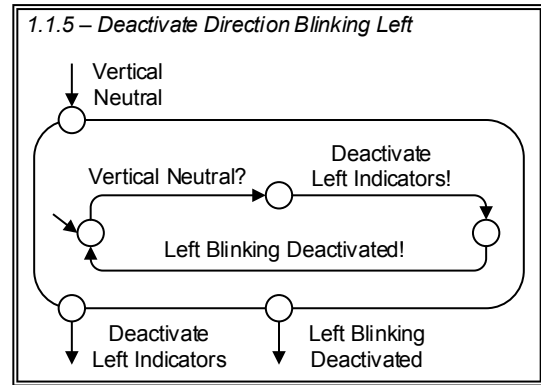 1.1.5 – Deactivate Direction Blinking Left
Vertical
Neutral
Deactivate
Left Indicators!
Vertical Neutral?
Left Blinking Deactivated!
Deactivate
Left Indicators
Left Blinking
Deactivated